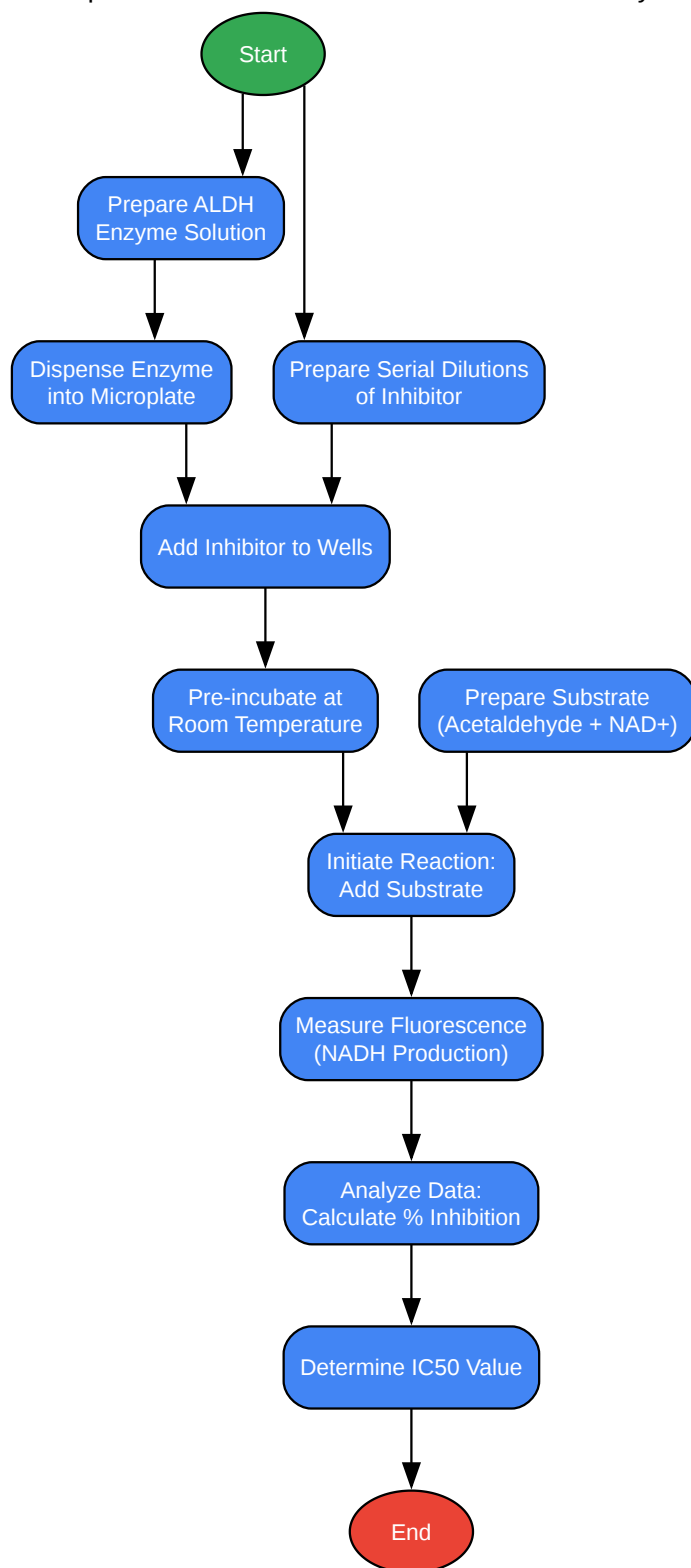 Start
Prepare ALDH
Enzyme Solution
Dispense Enzyme
into Microplate
Prepare Serial Dilutions
of Inhibitor
Add Inhibitor to Wells
Pre-incubate at
Room Temperature
Prepare Substrate
(Acetaldehyde + NAD+)
Initiate Reaction:
Add Substrate
Measure Fluorescence
(NADH Production)
Analyze Data:
Calculate % Inhibition
Determine IC50 Value
End